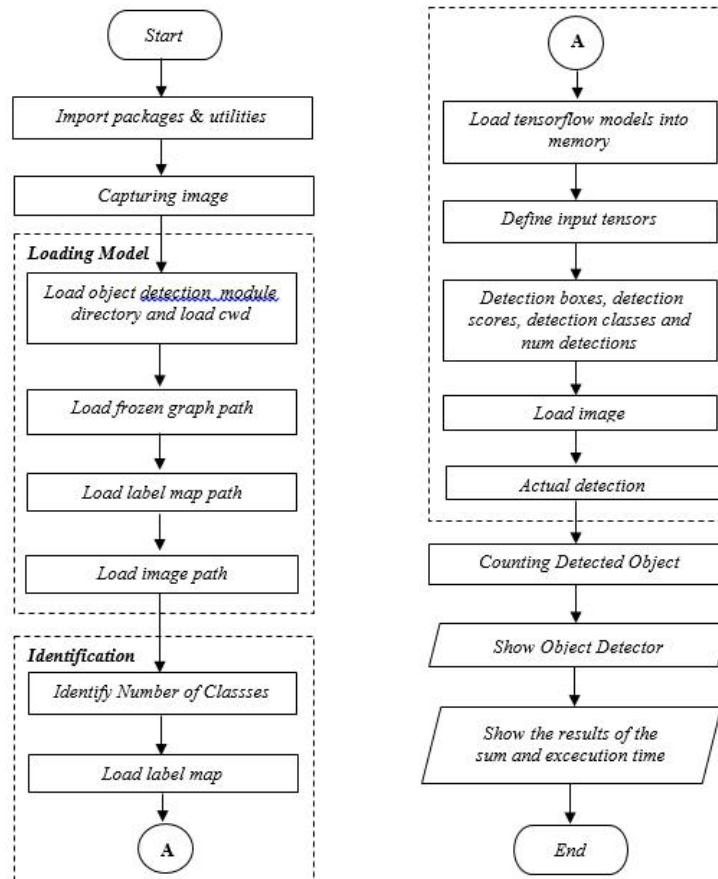 Start
Import packages & utilities
Capturing image
Loading Model
Load object detection module
directory and load cwd
Load frozen graph path
Load label map path
Load image path
Identification
Identify Number of Classses
Load label map
A
A
Load tensorflow models into
memory
Define input tensors
Detection boxes, detection
scores, detection classes and
num detections
Load image
Actual detection
Counting Detected Object
Show Object Detector
Show the results of the
sum and excecution time
End